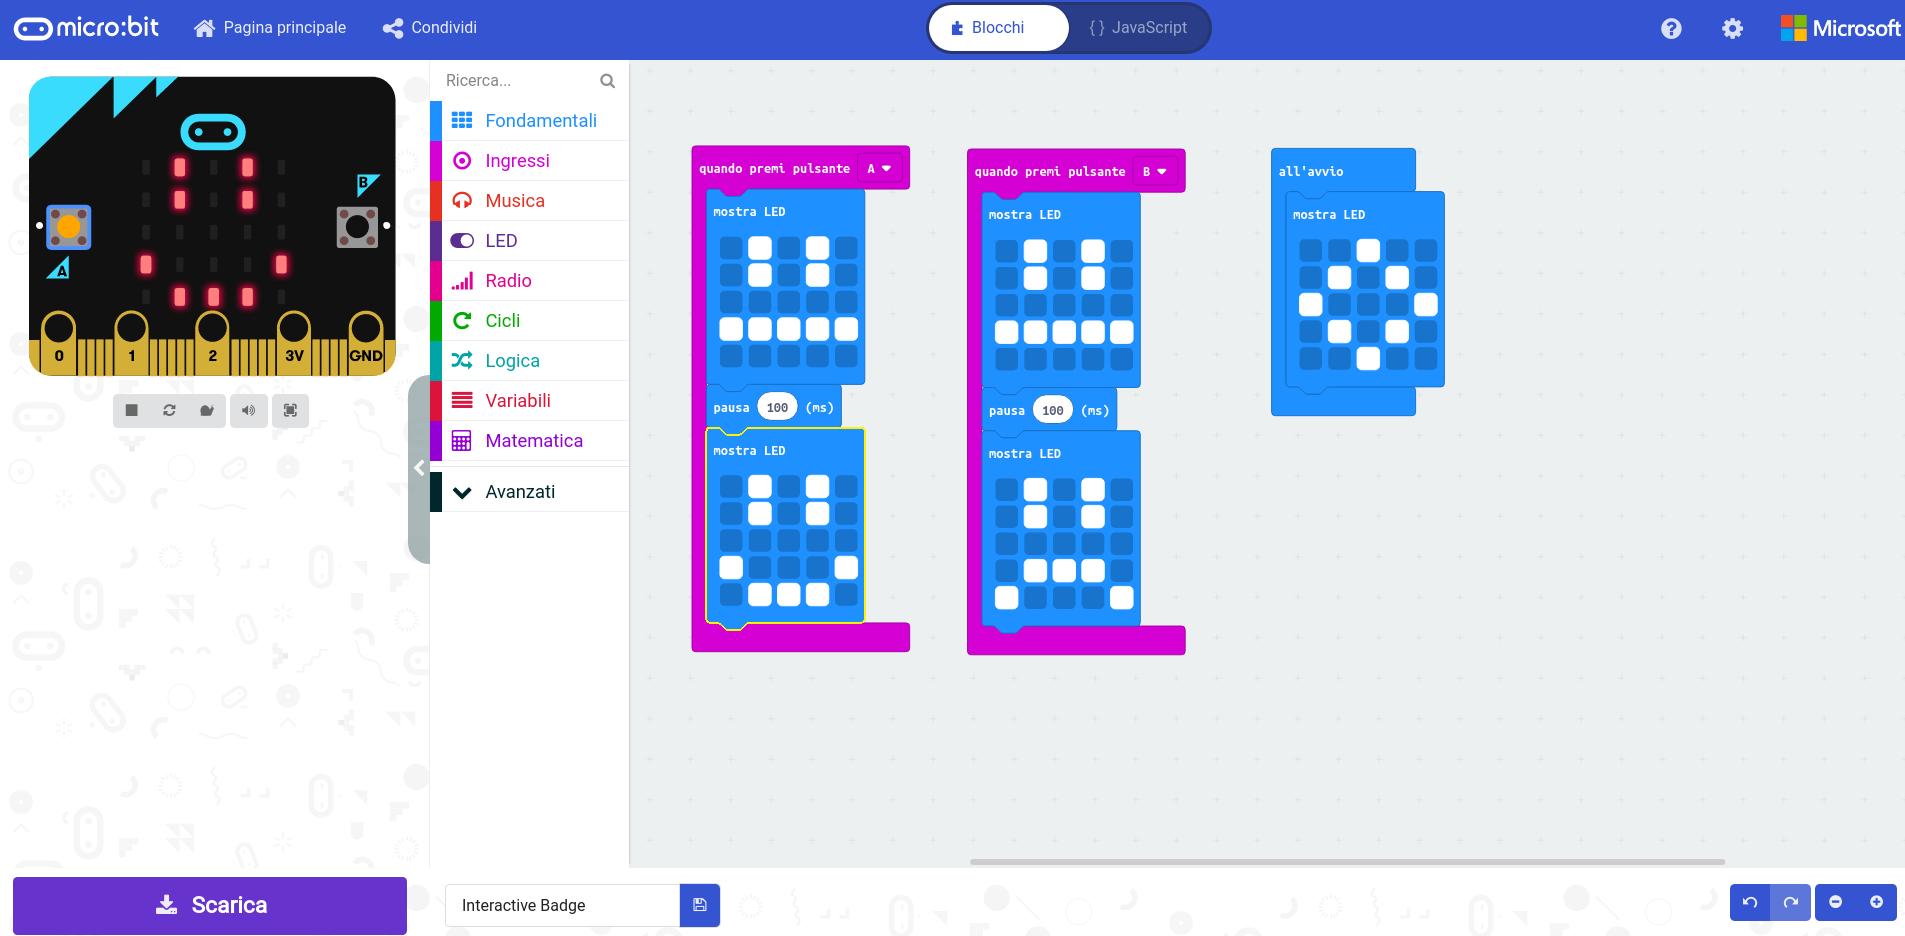 micro:bit
Pagina principale
Condividi
Blocchi
{ } JavaScript
Microsoft
B
A
0
1
2
3V
GND
Ricerca...
Fondamentali
Ingressi
Musica
LED
Radio
Cicli
Logica
Variabili
Matematica
Avanzati
quando premi pulsante A
mostra LED
pausa 100 (ms)
mostra LED
quando premi pulsante B
mostra LED
pausa 100 (ms)
mostra LED
all'avvio
mostra LED
Scarica
Interactive Badge